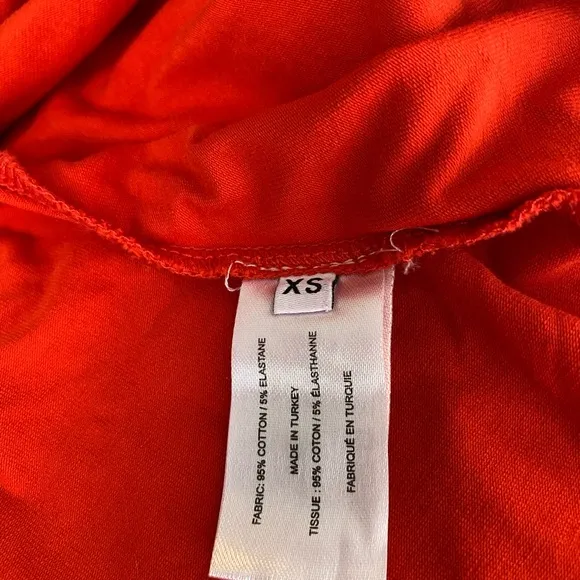 XS
FABRIC: 95% COTTON / 5% ELASTANE
MADE IN TURKEY
TISSUE : 95% COTON / 5% ÉLASTHANNE
FABRIQUÉ EN TURQUIE